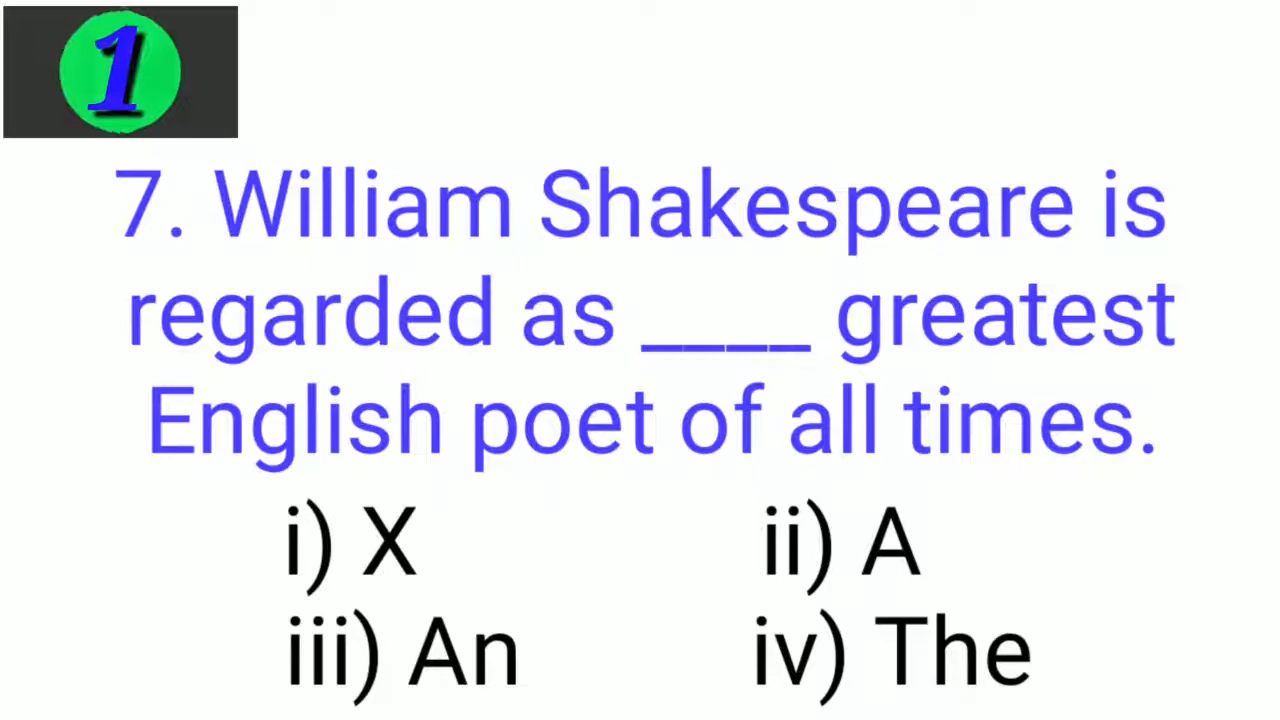 1
7. William Shakespeare is
regarded as ____ greatest
English poet of all times.
i) X ii) A
iii) An iv) The